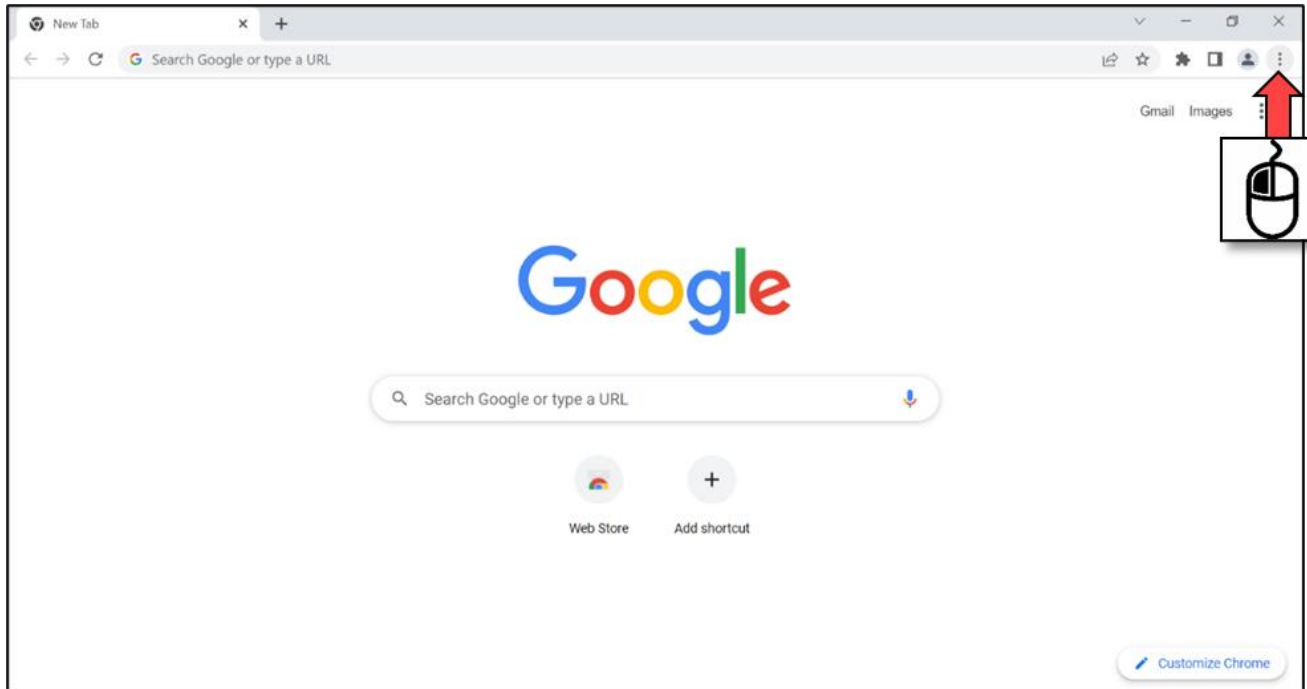 New Tab
Search Google or type a URL
Gmail Images
Google
Search Google or type a URL
Web Store Add shortcut
Customize Chrome